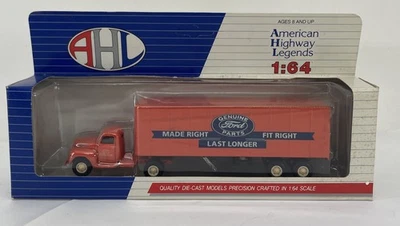 AHL
AGES 8 AND UP
American
Highway
Legends
1:64
GENUINE
Ford
PARTS
MADE RIGHT
FIT RIGHT
LAST LONGER
QUALITY DIE-CAST MODELS PRECISION CRAFTED IN 1:64 SCALE